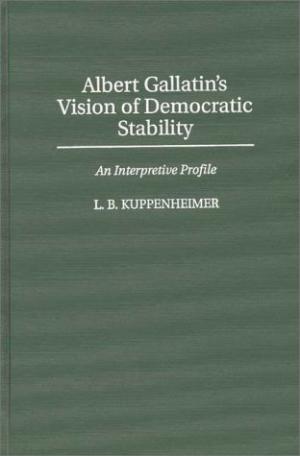 Albert Gallatin's
Vision of Democratic
Stability
An Interpretive Profile
L. B. KUPPENHEIMER